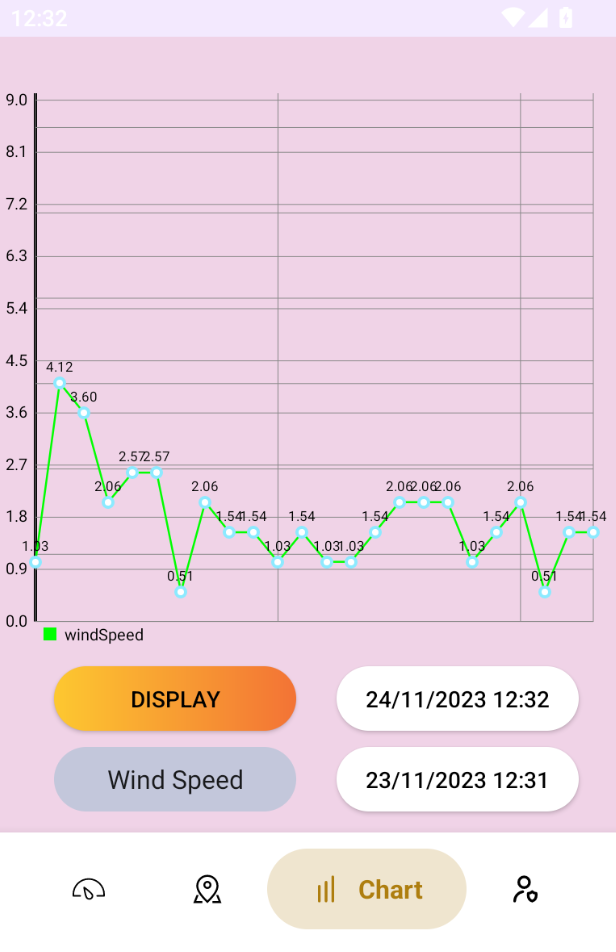 12:32
9.0
8.1
7.2
6.3
5.4
4.5
4.12
3.60
3.6
2.7
2.57 2.57
2.06 2.06 2.06 2.06 2.06 2.06
1.8
1.54 1.54 1.54 1.54 1.54 1.54 1.54
1.03 1.03 1.03 1.03 1.03
0.9
0.51 0.51
0.0
windSpeed
DISPLAY
24/11/2023 12:32
Wind Speed
23/11/2023 12:31
Chart